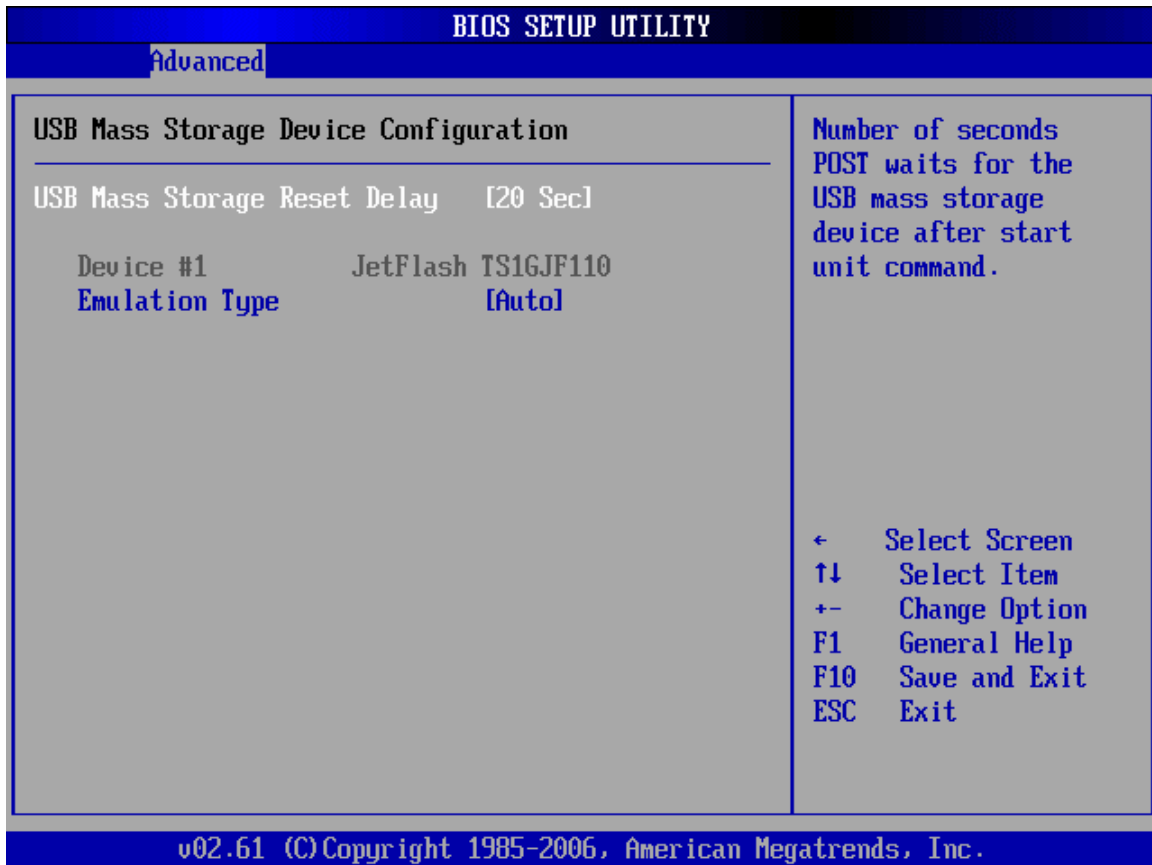 BIOS SETUP UTILITY
Advanced
USB Mass Storage Device Configuration
USB Mass Storage Reset Delay [20 Sec]
Device #1 JetFlash TS1GJF110
Emulation Type [Auto]
Number of seconds
POST waits for the
USB mass storage
device after start
unit command.
← Select Screen
↑↓ Select Item
+- Change Option
F1 General Help
F10 Save and Exit
ESC Exit
v02.61 (C)Copyright 1985-2006, American Megatrends, Inc.